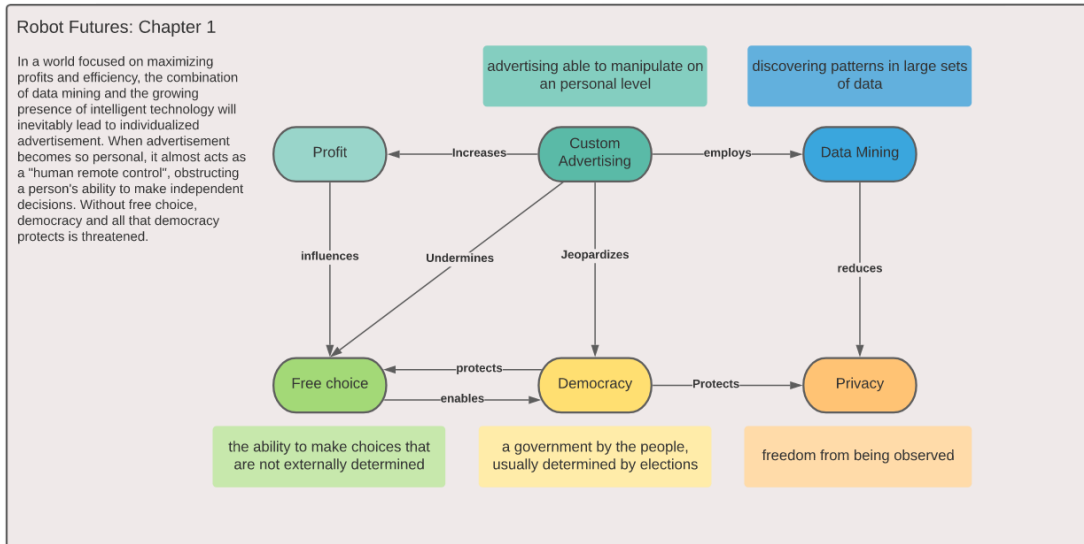 Robot Futures: Chapter 1
In a world focused on maximizing
profits and efficiency, the combination
of data mining and the growing
presence of intelligent technology will
inevitably lead to individualized
advertisement. When advertisement
becomes so personal, it almost acts as
a "human remote control", obstructing
a person's ability to make independent
decisions. Without free choice,
democracy and all that democracy
protects is threatened.
advertising able to manipulate on
an personal level
discovering patterns in large sets
of data
Profit
Increases
Custom
Advertising
employs
Data Mining
influences
Undermines
Jeopardizes
reduces
Free choice
protects
enables
Democracy
Protects
Privacy
the ability to make choices that
are not externally determined
a government by the people,
usually determined by elections
freedom from being observed